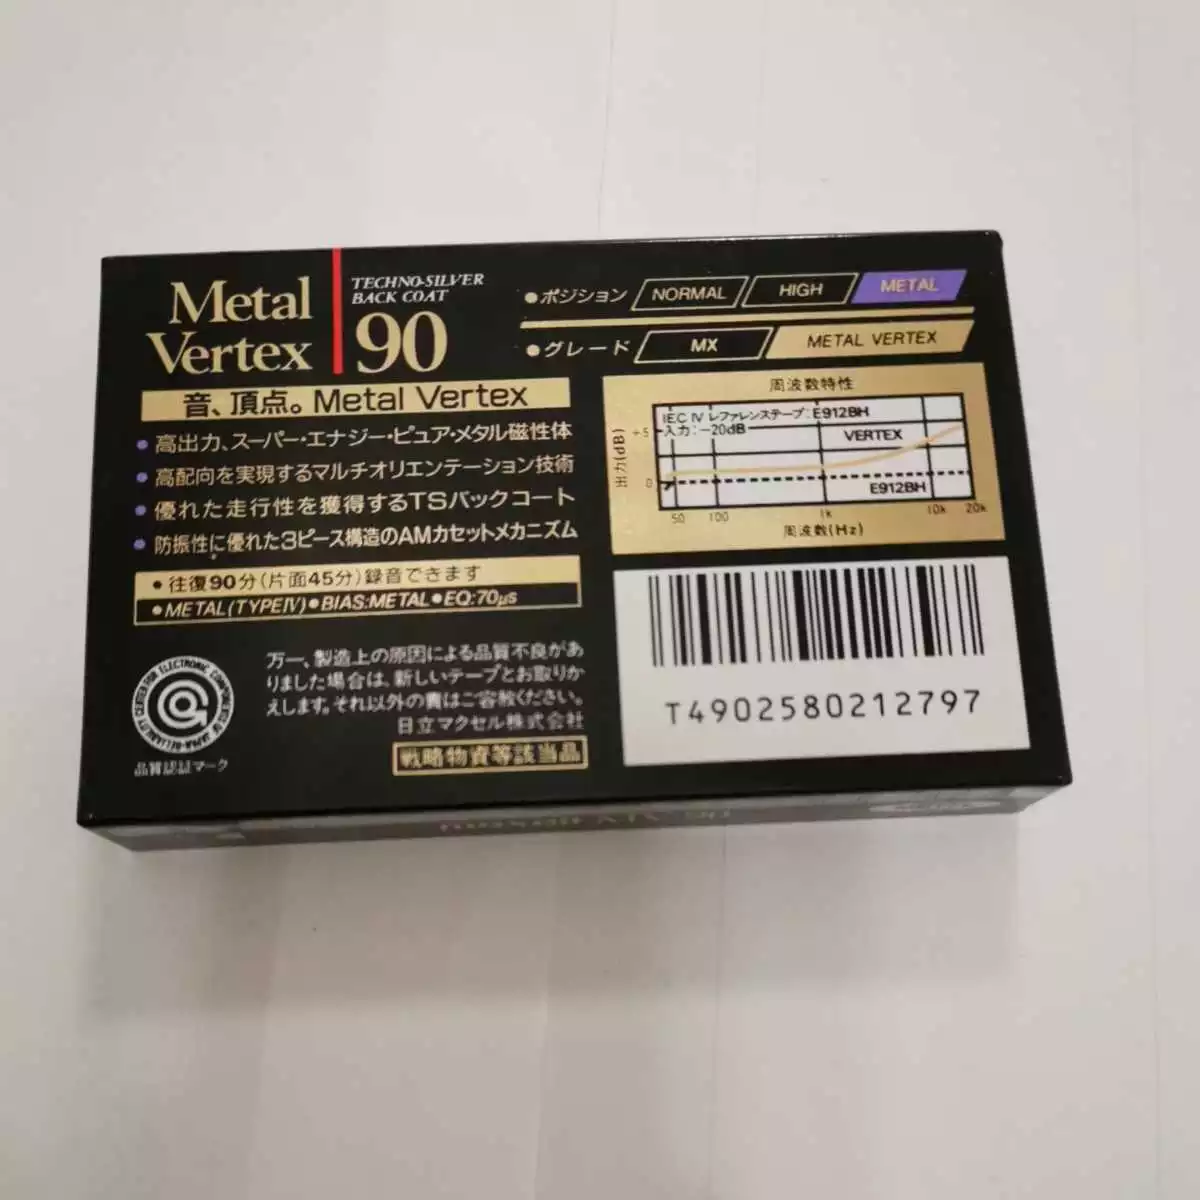 Metal
Vertex
TECHNO-SILVER
BACK COAT
90
音、頂点。Metal Vertex
●高出力、スーパー・エナジー・ピュア・メタル磁性体
●高配向を実現するマルチオリエンテーション技術
●優れた走行性を獲得するTSバックコート
●防振性に優れた3ピース構造のAMカセットメカニズム
●往復90分(片面45分)録音できます
●METAL(TYPEⅣ)●BIAS:METAL●EQ:70μs
万一、製造上の原因による品質不良があ
りました場合は、新しいテープとお取りか
えします。それ以外の責はご容赦ください。
日立マクセル株式会社
戦略物資等該当品
品質認証マーク
●ポジション NORMAL HIGH METAL
●グレード MX METAL VERTEX
周波数特性
IEC Ⅳ レファレンステープ:E912BH
入力:-20dB
VERTEX
E912BH
出力(dB)
+5
0
50 100 1k 10k 20k
周波数(Hz)
T4902580212797